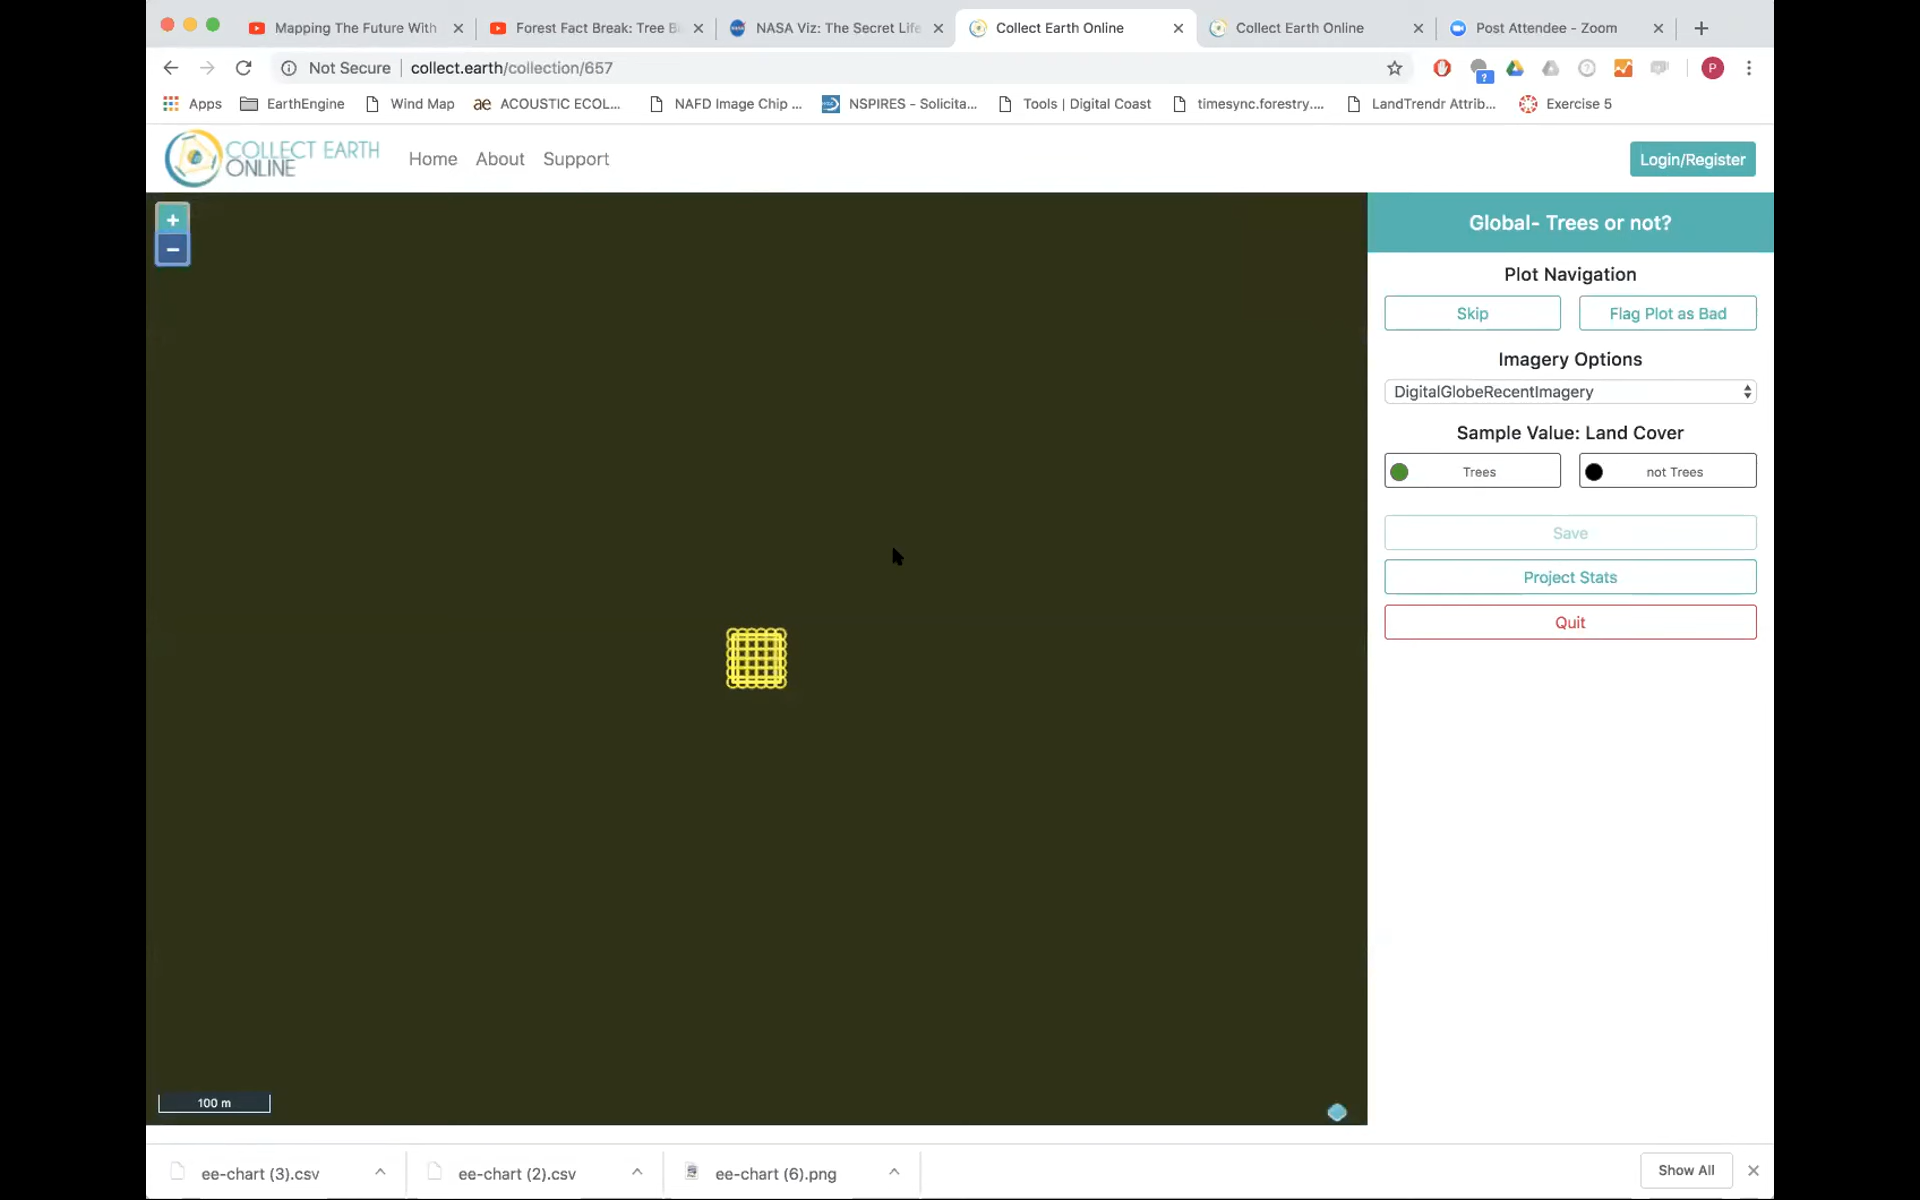 Mapping The Future With
Forest Fact Break: Tree B
NASA Viz: The Secret Life
Collect Earth Online
Collect Earth Online
Post Attendee - Zoom
Not Secure
collect.earth/collection/657
?
P
Apps
EarthEngine
Wind Map
ae
ACOUSTIC ECOL...
NAFD Image Chip ...
NSPIRES - Solicita...
Tools | Digital Coast
timesync.forestry....
LandTrendr Attrib...
Exercise 5
COLLECT EARTH
ONLINE
Home
About
Support
Login/Register
+
−
Global- Trees or not?
Plot Navigation
Skip
Flag Plot as Bad
Imagery Options
DigitalGlobeRecentImagery
Sample Value: Land Cover
Trees
not Trees
Save
Project Stats
Quit
100 m
ee-chart (3).csv
ee-chart (2).csv
ee-chart (6).png
Show All